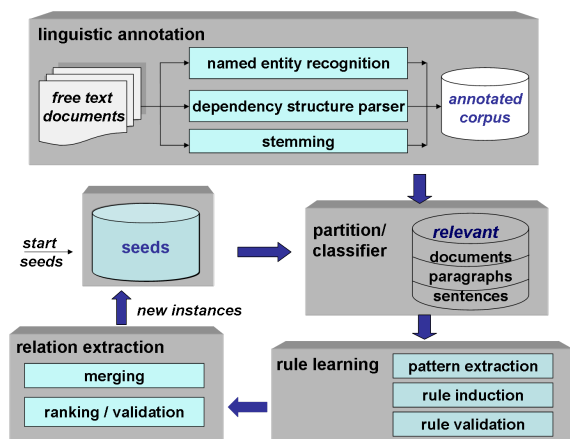 linguistic annotation
free text
documents
named entity recognition
dependency structure parser
stemming
annotated
corpus
start
seeds
seeds
partition/
classifier
relevant
documents
paragraphs
sentences
new instances
relation extraction
merging
ranking / validation
rule learning
pattern extraction
rule induction
rule validation